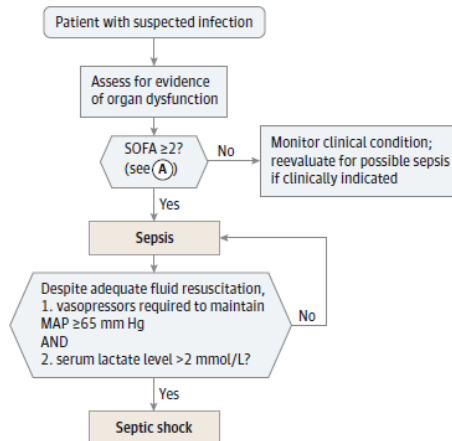 Patient with suspected infection
Assess for evidence
of organ dysfunction
SOFA ≥2?
(see A)
No
Monitor clinical condition;
reevaluate for possible sepsis
if clinically indicated
Yes
Sepsis
Despite adequate fluid resuscitation,
1. vasopressors required to maintain
MAP ≥65 mm Hg
AND
2. serum lactate level >2 mmol/L?
No
Yes
Septic shock